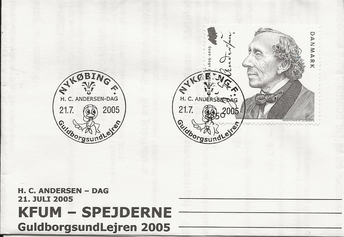 NYKØBING F.
H. C. ANDERSEN-DAG
21.7. 2005
GuldborgsundLejren
NYKØBING F.
H. C. ANDERSEN-DAG
21.7. 2005
GuldborgsundLejren
DANMARK
H. C. ANDERSEN – DAG
21. JULI 2005
KFUM – SPEJDERNE
GuldborgsundLejren 2005